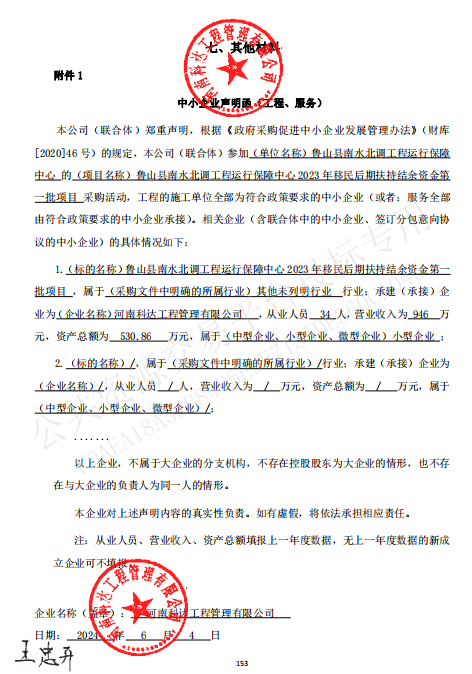 七、其他材料
附件 1
中小企业声明函（工程、服务）
本公司（联合体）郑重声明，根据《政府采购促进中小企业发展管理办法》（财库
[2020]46 号）的规定，本公司（联合体）参加（单位名称）鲁山县南水北调工程运行保障
中心 的（项目名称）鲁山县南水北调工程运行保障中心 2023 年移民后期扶持结余资金第
一批项目 采购活动，工程的施工单位全部为符合政策要求的中小企业（或者：服务全部
由符合政策要求的中小企业承接）。相关企业（含联合体中的中小企业、签订分包意向协
议的中小企业）的具体情况如下：
1.（标的名称）鲁山县南水北调工程运行保障中心 2023 年移民后期扶持结余资金第一
批项目 ，属于（采购文件中明确的所属行业）其他未列明行业 行业；承建（承接）企
业为（企业名称）河南科达工程管理有限公司 ，从业人员 34 人，营业收入为 946 万
元，资产总额为 530.86 万元，属于（中型企业、小型企业、微型企业）小型企业 ；
2.（标的名称）/，属于（采购文件中明确的所属行业）/行业；承建（承接）企业为
（企业名称）/，从业人员 / 人，营业收入为 / 万元，资产总额为 / 万元，属于
（中型企业、小型企业、微型企业）/；
.......
以上企业，不属于大企业的分支机构，不存在控股股东为大企业的情形，也不存
在与大企业的负责人为同一人的情形。
本企业对上述声明内容的真实性负责。如有虚假，将依法承担相应责任。
注：从业人员、营业收入、资产总额填报上一年度数据，无上一年度数据的新成
立企业可不填报
河南科达工程管理有限公司
企业名称（盖章）：河南科达工程管理有限公司
日期： 2024 年 6 月 4 日
王忠开
153